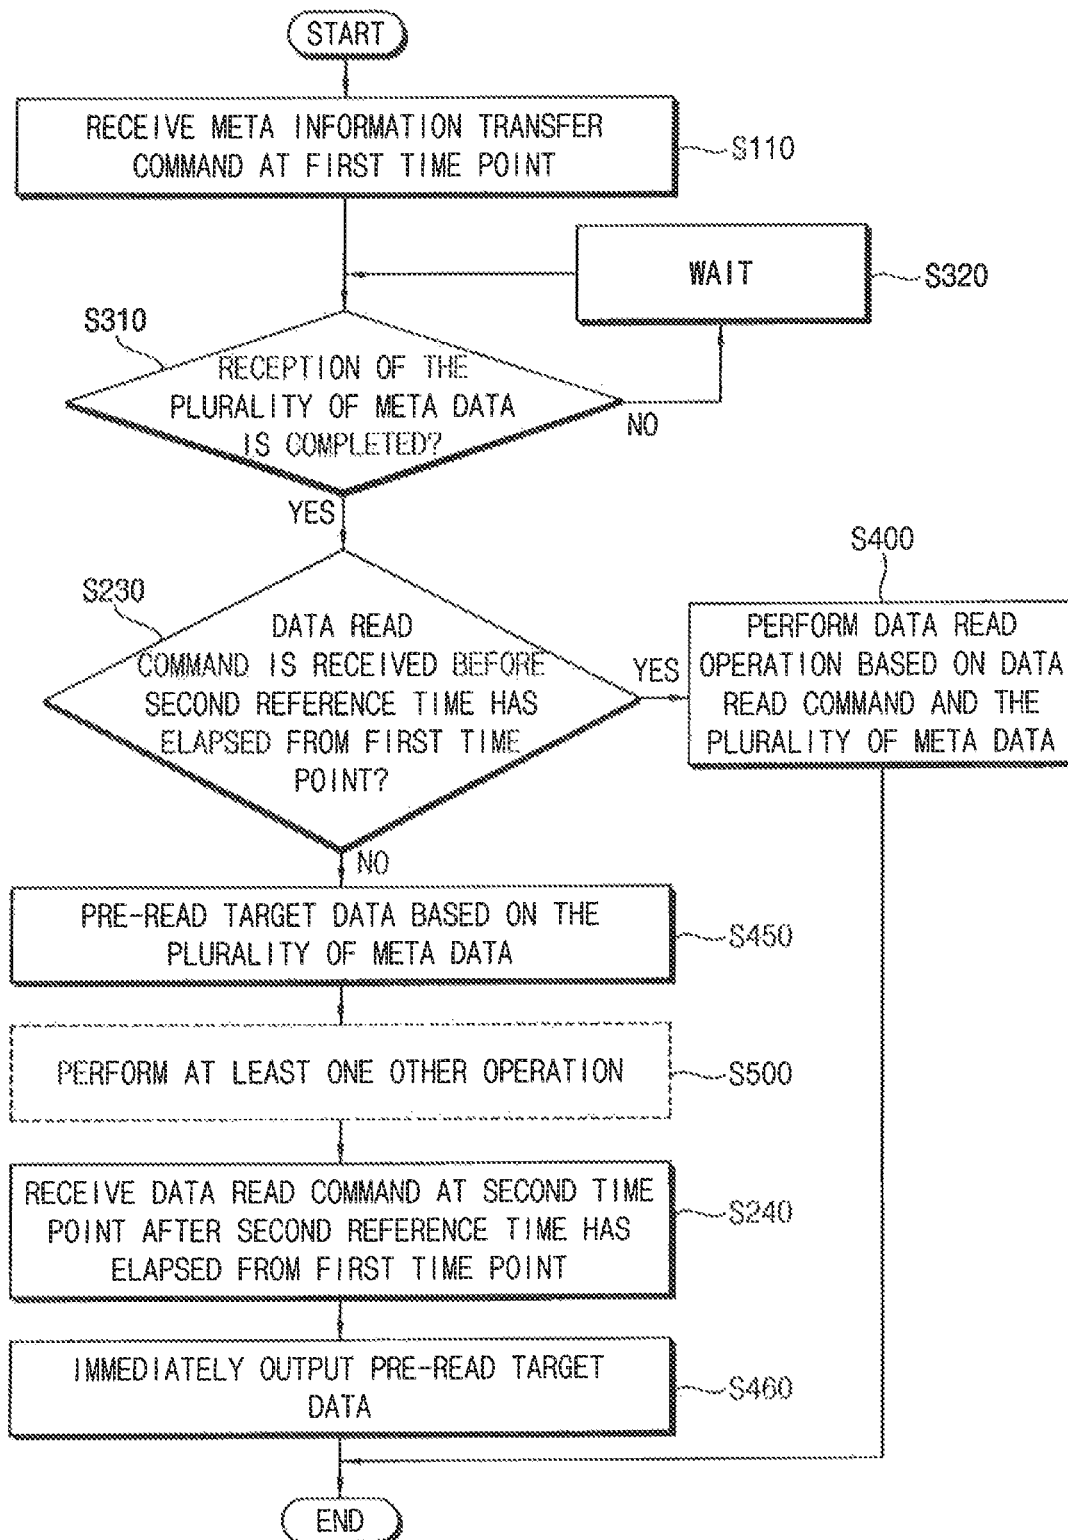 START
RECEIVE META INFORMATION TRANSFER
COMMAND AT FIRST TIME POINT
S110
WAIT
S320
S310
RECEPTION OF THE
PLURALITY OF META DATA
IS COMPLETED?
NO
YES
S400
S230
DATA READ
COMMAND IS RECEIVED BEFORE
SECOND REFERENCE TIME HAS
ELAPSED FROM FIRST TIME
POINT?
YES
PERFORM DATA READ
OPERATION BASED ON DATA
READ COMMAND AND THE
PLURALITY OF META DATA
NO
PRE-READ TARGET DATA BASED ON THE
PLURALITY OF META DATA
S450
PERFORM AT LEAST ONE OTHER OPERATION
S500
RECEIVE DATA READ COMMAND AT SECOND TIME
POINT AFTER SECOND REFERENCE TIME HAS
ELAPSED FROM FIRST TIME POINT
S240
IMMEDIATELY OUTPUT PRE-READ TARGET
DATA
S460
END